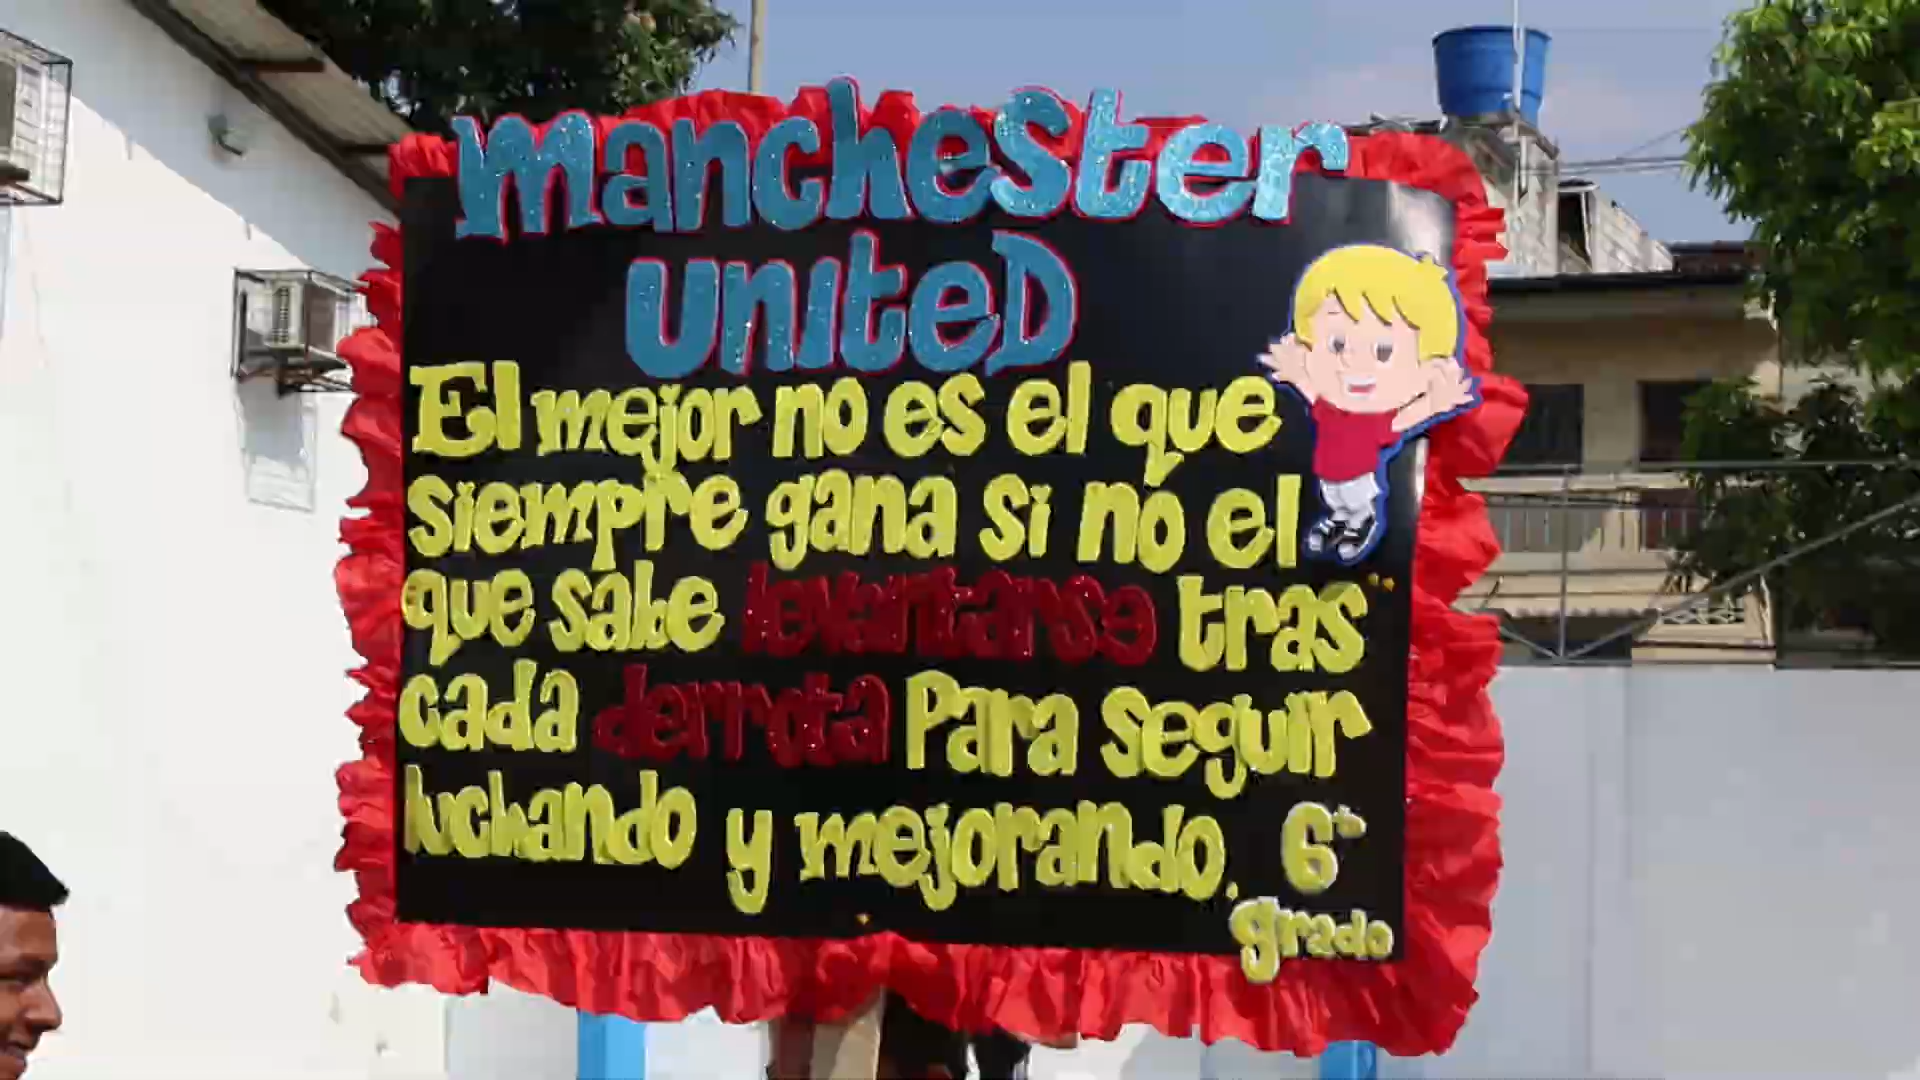 manchester
uniteD
El mejor no es el que
siempre gana si no el
que sabe levantarse tras
cada derrota Para seguir
luchando y mejorando. 6to
grado